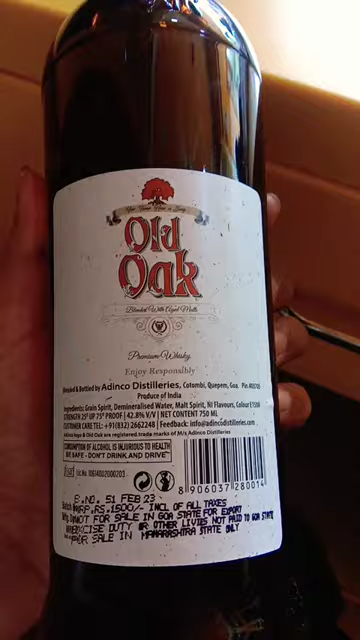 Old
Oak
Blended With Aged Malts
Premium Whisky
Enjoy Responsibly
Blended & Bottled by Adinco Distilleries, Cotombi, Quepem, Goa. Pin
Produce of India
Ingredients: Grain Spirit, Demineralised Water, Malt Spirit, NI Flavours, Colour E150a
STRENGTH 25° UP 75° PROOF | 42.8% V/V | NET CONTENT 750 ML
CUSTOMER CARE TEL: +91(832) 2662248 | Feedback: info@adincodistilleries.com
Adinco logo & Old Oak are registered trade marks of M/s Adinco Distilleries
CONSUMPTION OF ALCOHOL IS INJURIOUS TO HEALTH
BE SAFE - DON'T DRINK AND DRIVE
fssai Lic No. 10614002000203
8 906037 280014
B.NO. 51 FEB 23
MRP.RS.1500/- INCL OF ALL TAXES
NOT FOR SALE IN GOA STATE FOR EXPORT
EXCISE DUTY OR OTHER LIVIES NOT PAID TO GOA STATE
FOR SALE IN MAHARASHTRA STATE ONLY